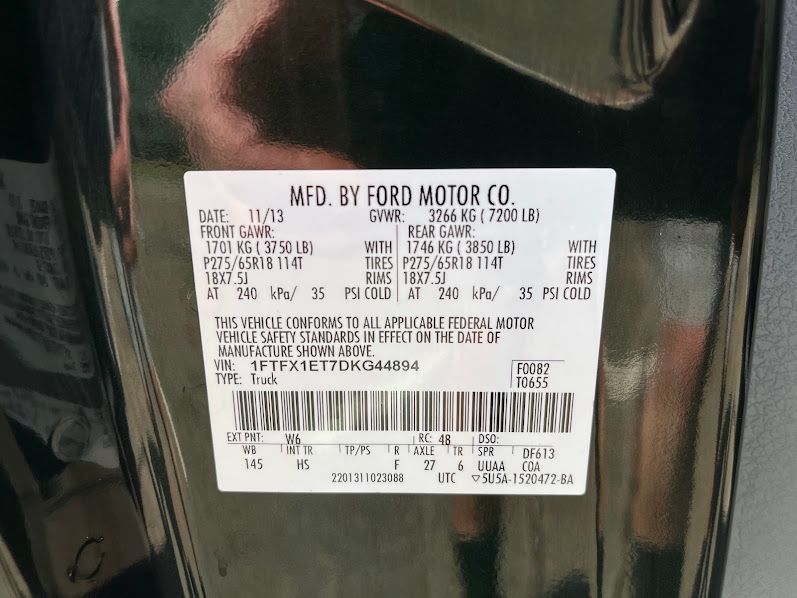 MFD. BY FORD MOTOR CO.
DATE: 11/13 GVWR: 3266 KG ( 7200 LB)
FRONT GAWR: REAR GAWR:
1701 KG ( 3750 LB) WITH 1746 KG ( 3850 LB) WITH
P275/65R18 114T TIRES P275/65R18 114T TIRES
18X7.5J RIMS 18X7.5J RIMS
AT 240 kPa/ 35 PSI COLD AT 240 kPa/ 35 PSI COLD
THIS VEHICLE CONFORMS TO ALL APPLICABLE FEDERAL MOTOR
VEHICLE SAFETY STANDARDS IN EFFECT ON THE DATE OF
MANUFACTURE SHOWN ABOVE.
VIN: 1FTFX1ET7DKG44894 F0082
TYPE: Truck T0655
EXT PNT: W6 RC: 48 DSO:
WB INT TR TP/PS R AXLE TR SPR DF613
145 HS F 27 6 UUAA COA
2201311023088 UTC ▽5U5A-1520472-BA